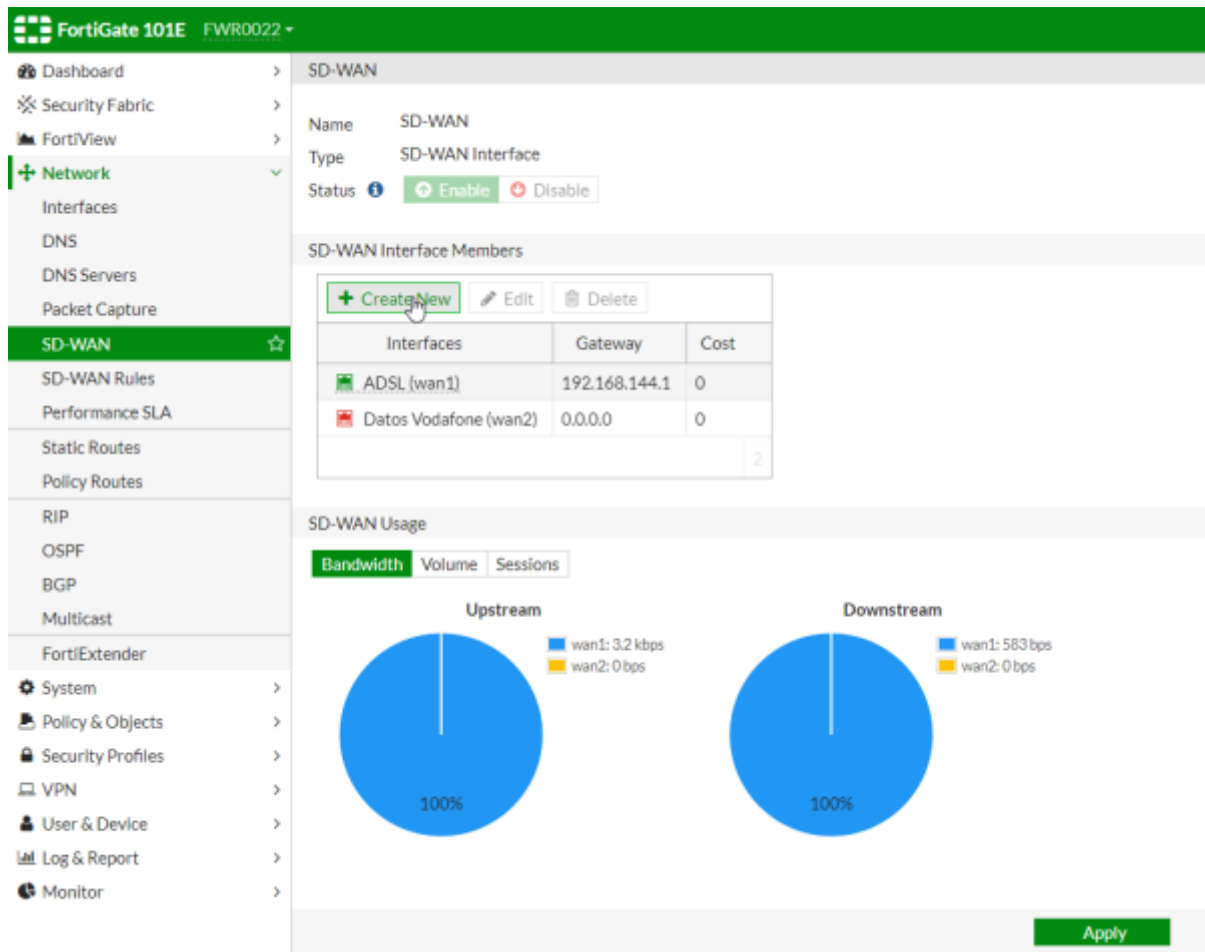 FortiGate 101E FWR0022
Dashboard
Security Fabric
FortiView
Network
Interfaces
DNS
DNS Servers
Packet Capture
SD-WAN
SD-WAN Rules
Performance SLA
Static Routes
Policy Routes
RIP
OSPF
BGP
Multicast
FortiExtender
System
Policy & Objects
Security Profiles
VPN
User & Device
Log & Report
Monitor
SD-WAN
Name SD-WAN
Type SD-WAN Interface
Status Enable Disable
SD-WAN Interface Members
+ Create New Edit Delete
Interfaces Gateway Cost
ADSL (wan1) 192.168.144.1 0
Datos Vodafone (wan2) 0.0.0.0 0
2
SD-WAN Usage
Bandwidth Volume Sessions
Upstream
wan1: 3.2 kbps
wan2: 0 bps
100%
Downstream
wan1: 583 bps
wan2: 0 bps
100%
Apply